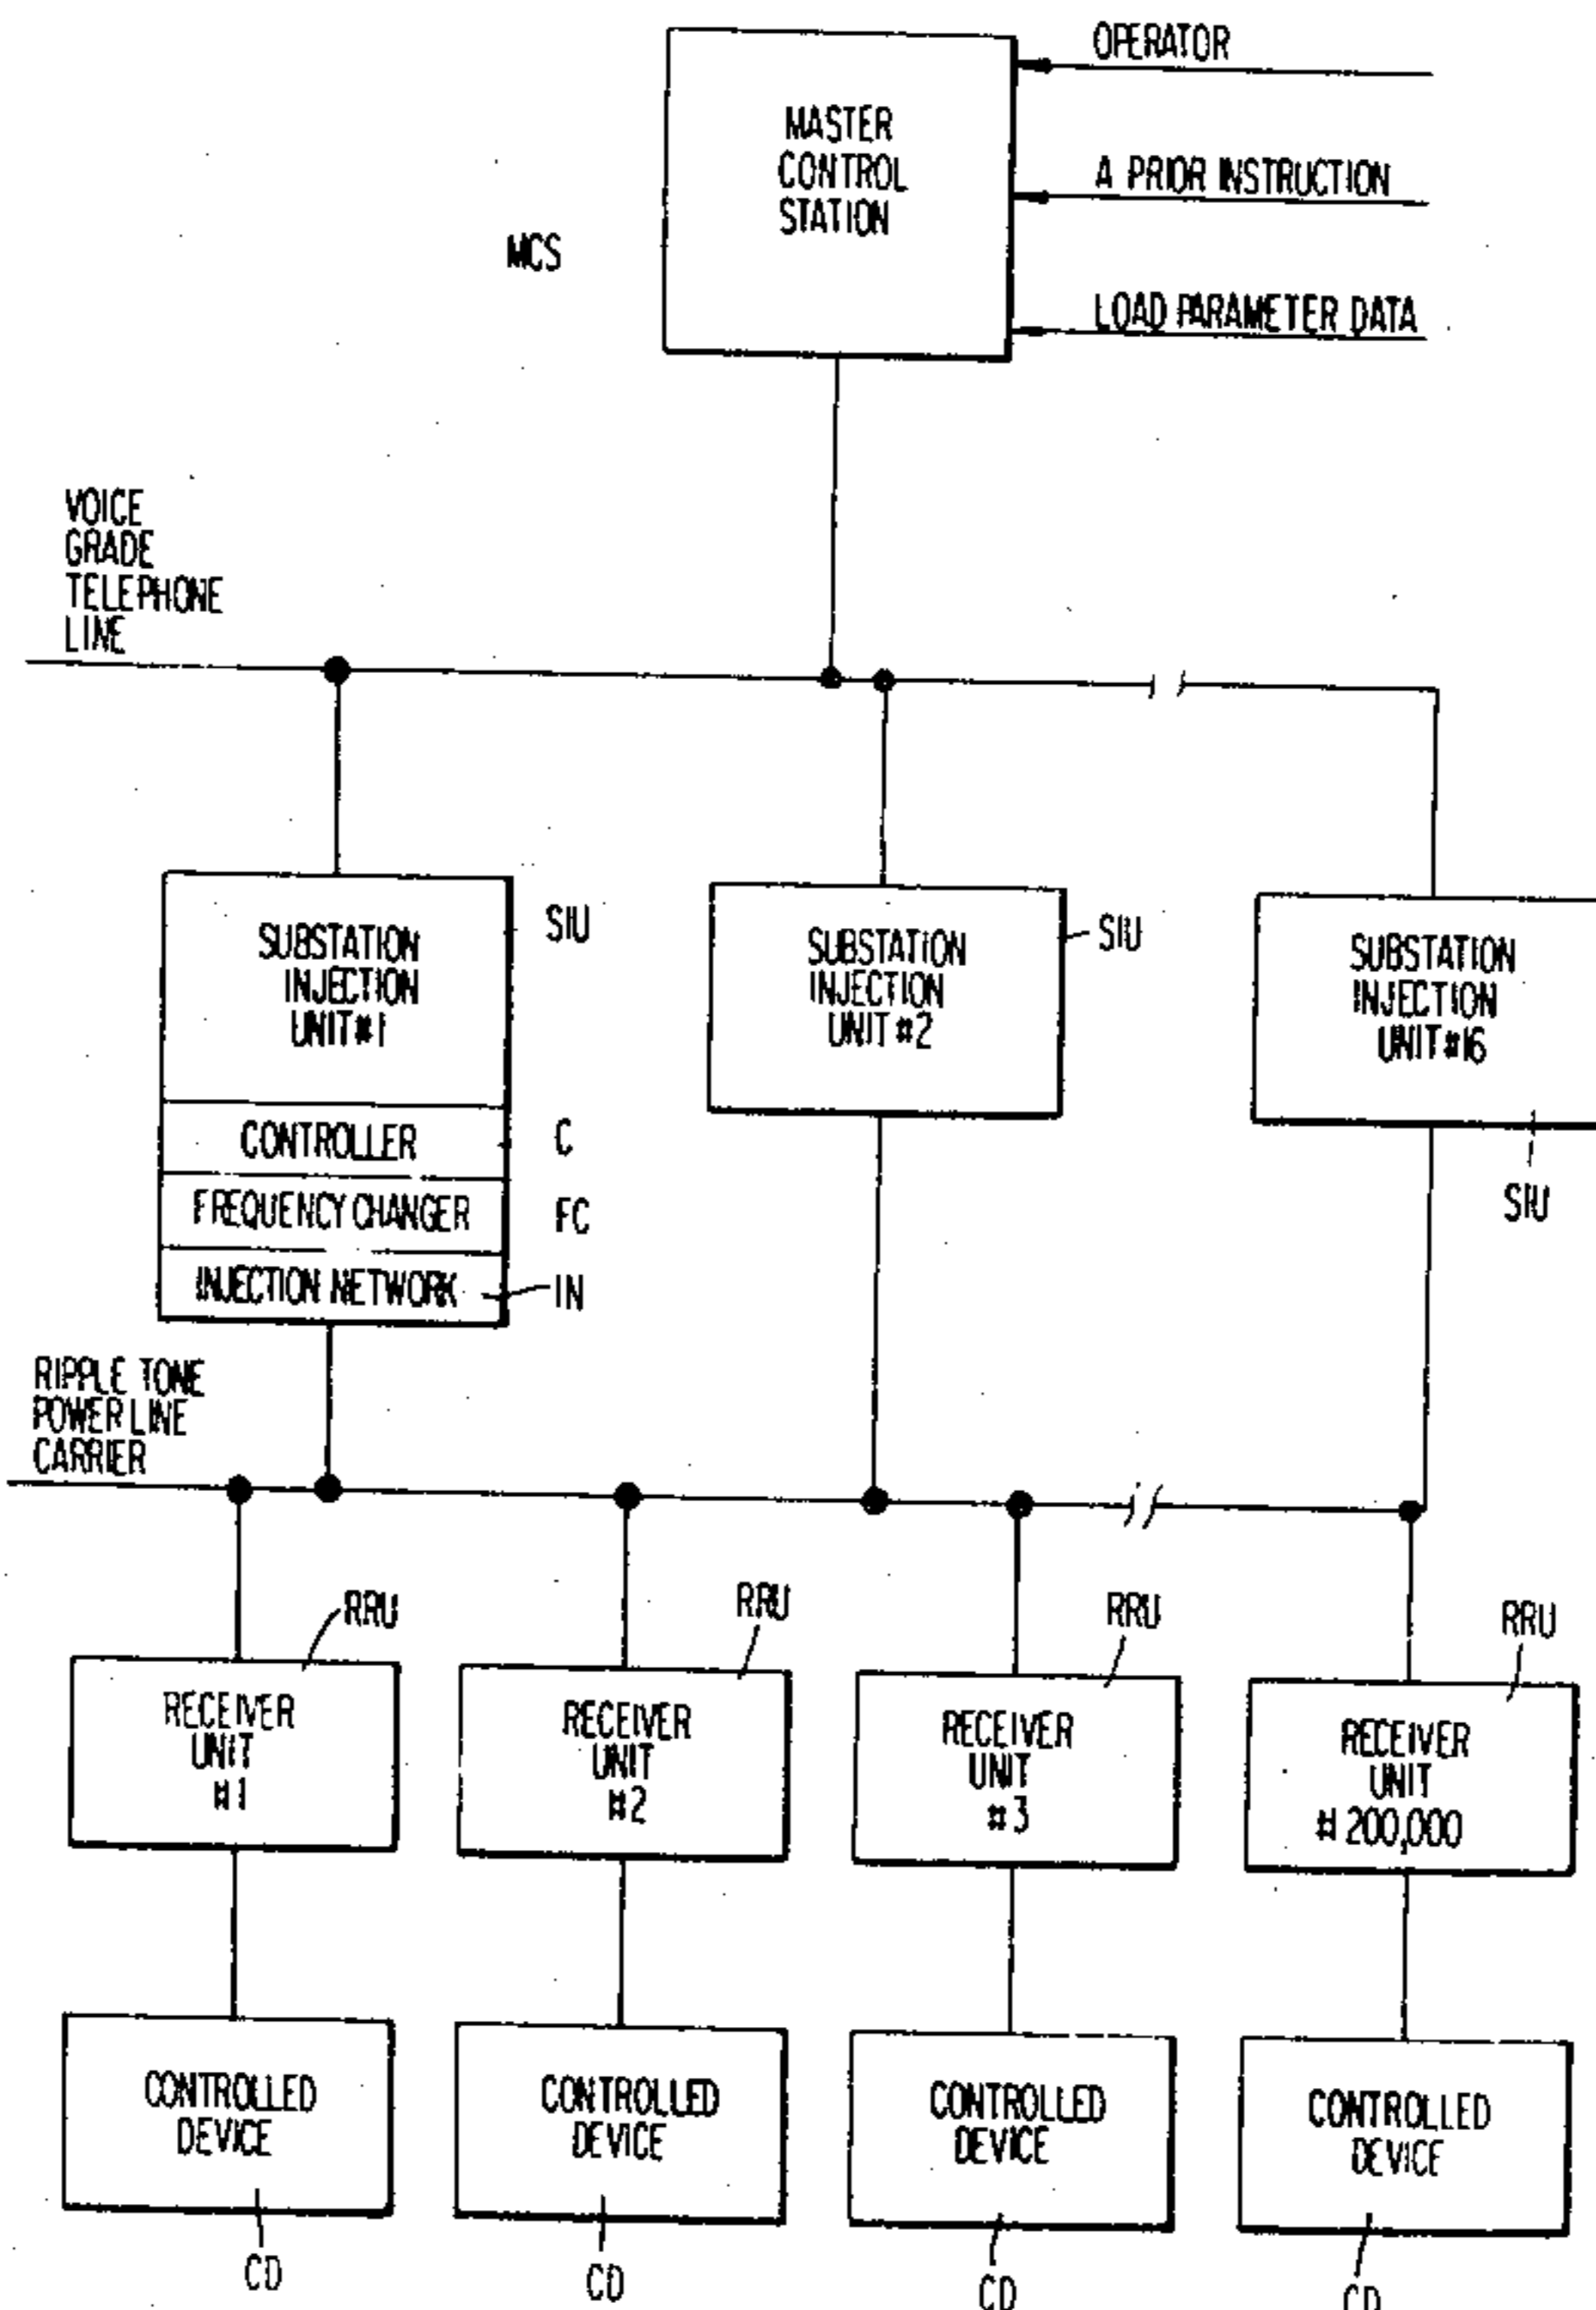 OPERATOR
MASTER
CONTROL
STATION
A PRIOR INSTRUCTION
MCS
LOAD PARAMETER DATA
VOICE
GRADE
TELEPHONE
LINE
SUBSTATION
INJECTION
UNIT #1
SIU
SUBSTATION
INJECTION
UNIT #2
SIU
SUBSTATION
INJECTION
UNIT #16
SIU
CONTROLLER
C
FREQUENCY CHANGER
FC
INJECTION NETWORK
IN
RIPPLE TONE
POWER LINE
CARRIER
RRU
RRU
RRU
RRU
RECEIVER
UNIT
#1
RECEIVER
UNIT
#2
RECEIVER
UNIT
#3
RECEIVER
UNIT
#200,000
CONTROLLED
DEVICE
CONTROLLED
DEVICE
CONTROLLED
DEVICE
CONTROLLED
DEVICE
CD
CD
CD
CD